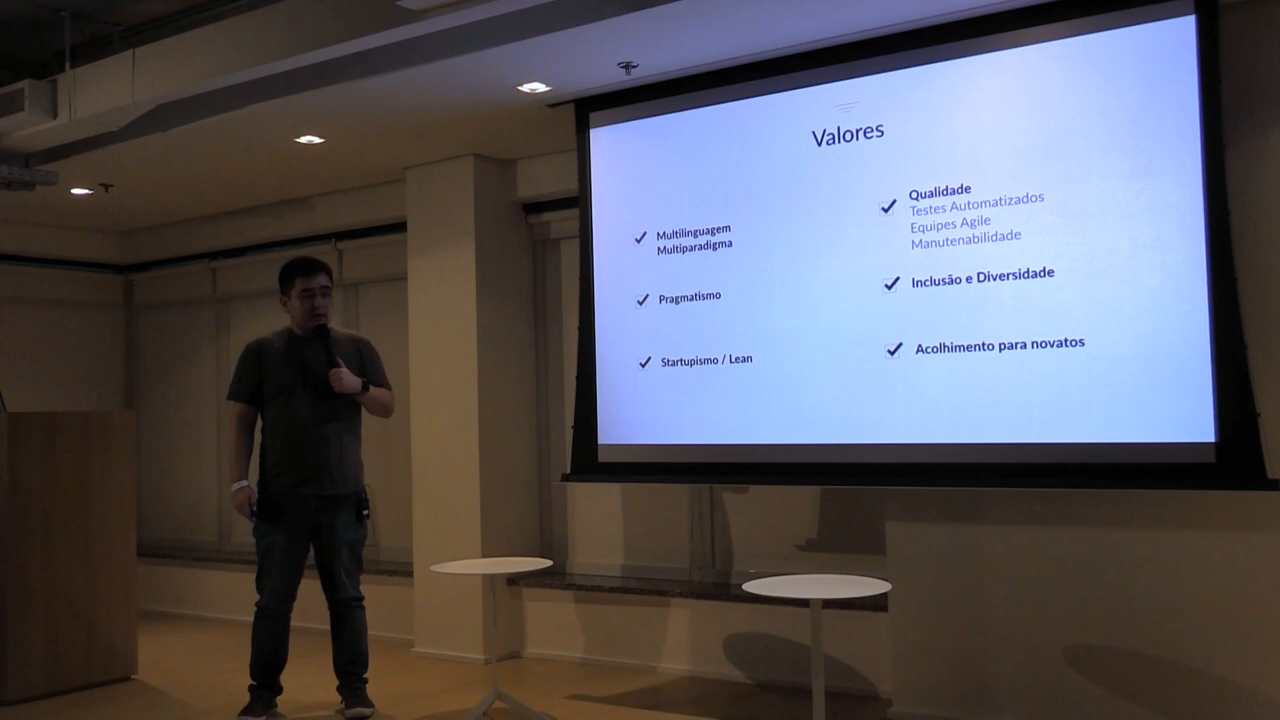 Valores
Multilinguagem
Multiparadigma
Pragmatismo
Startupismo / Lean
Qualidade
Testes Automatizados
Equipes Agile
Manutenabilidade
Inclusão e Diversidade
Acolhimento para novatos